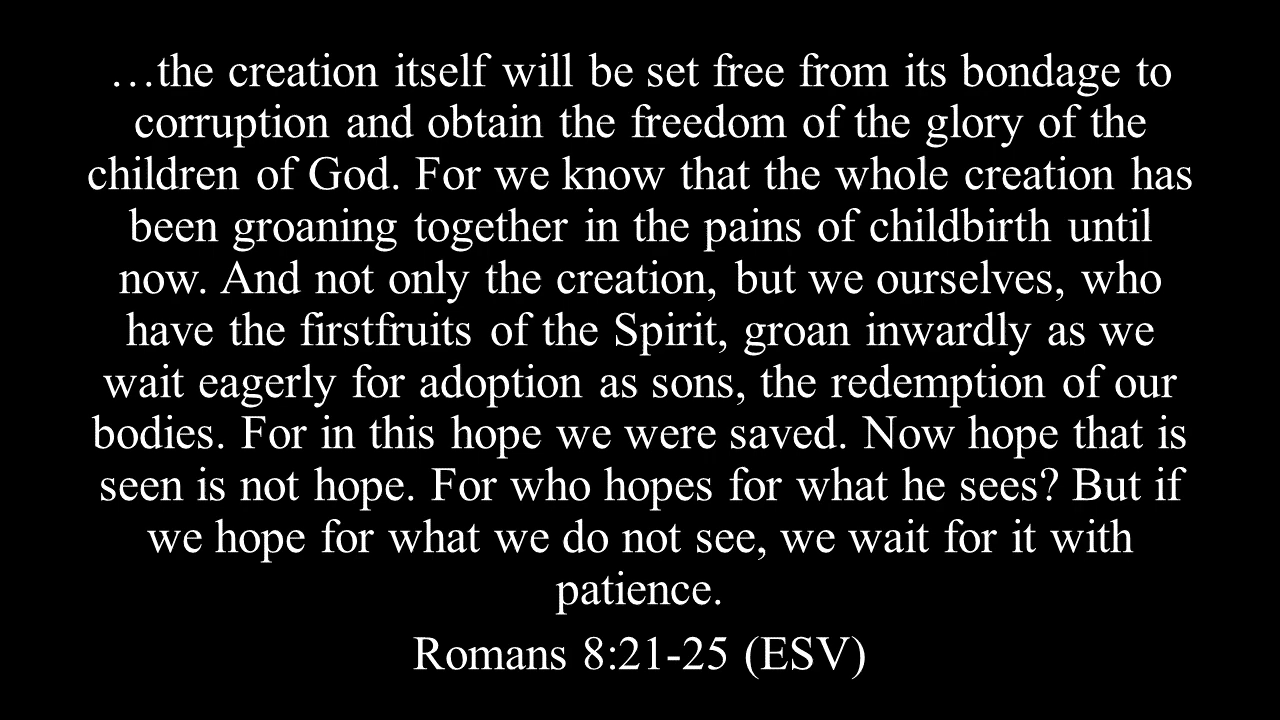 …the creation itself will be set free from its bondage to
corruption and obtain the freedom of the glory of the
children of God. For we know that the whole creation has
been groaning together in the pains of childbirth until
now. And not only the creation, but we ourselves, who
have the firstfruits of the Spirit, groan inwardly as we
wait eagerly for adoption as sons, the redemption of our
bodies. For in this hope we were saved. Now hope that is
seen is not hope. For who hopes for what he sees? But if
we hope for what we do not see, we wait for it with
patience.
Romans 8:21-25 (ESV)